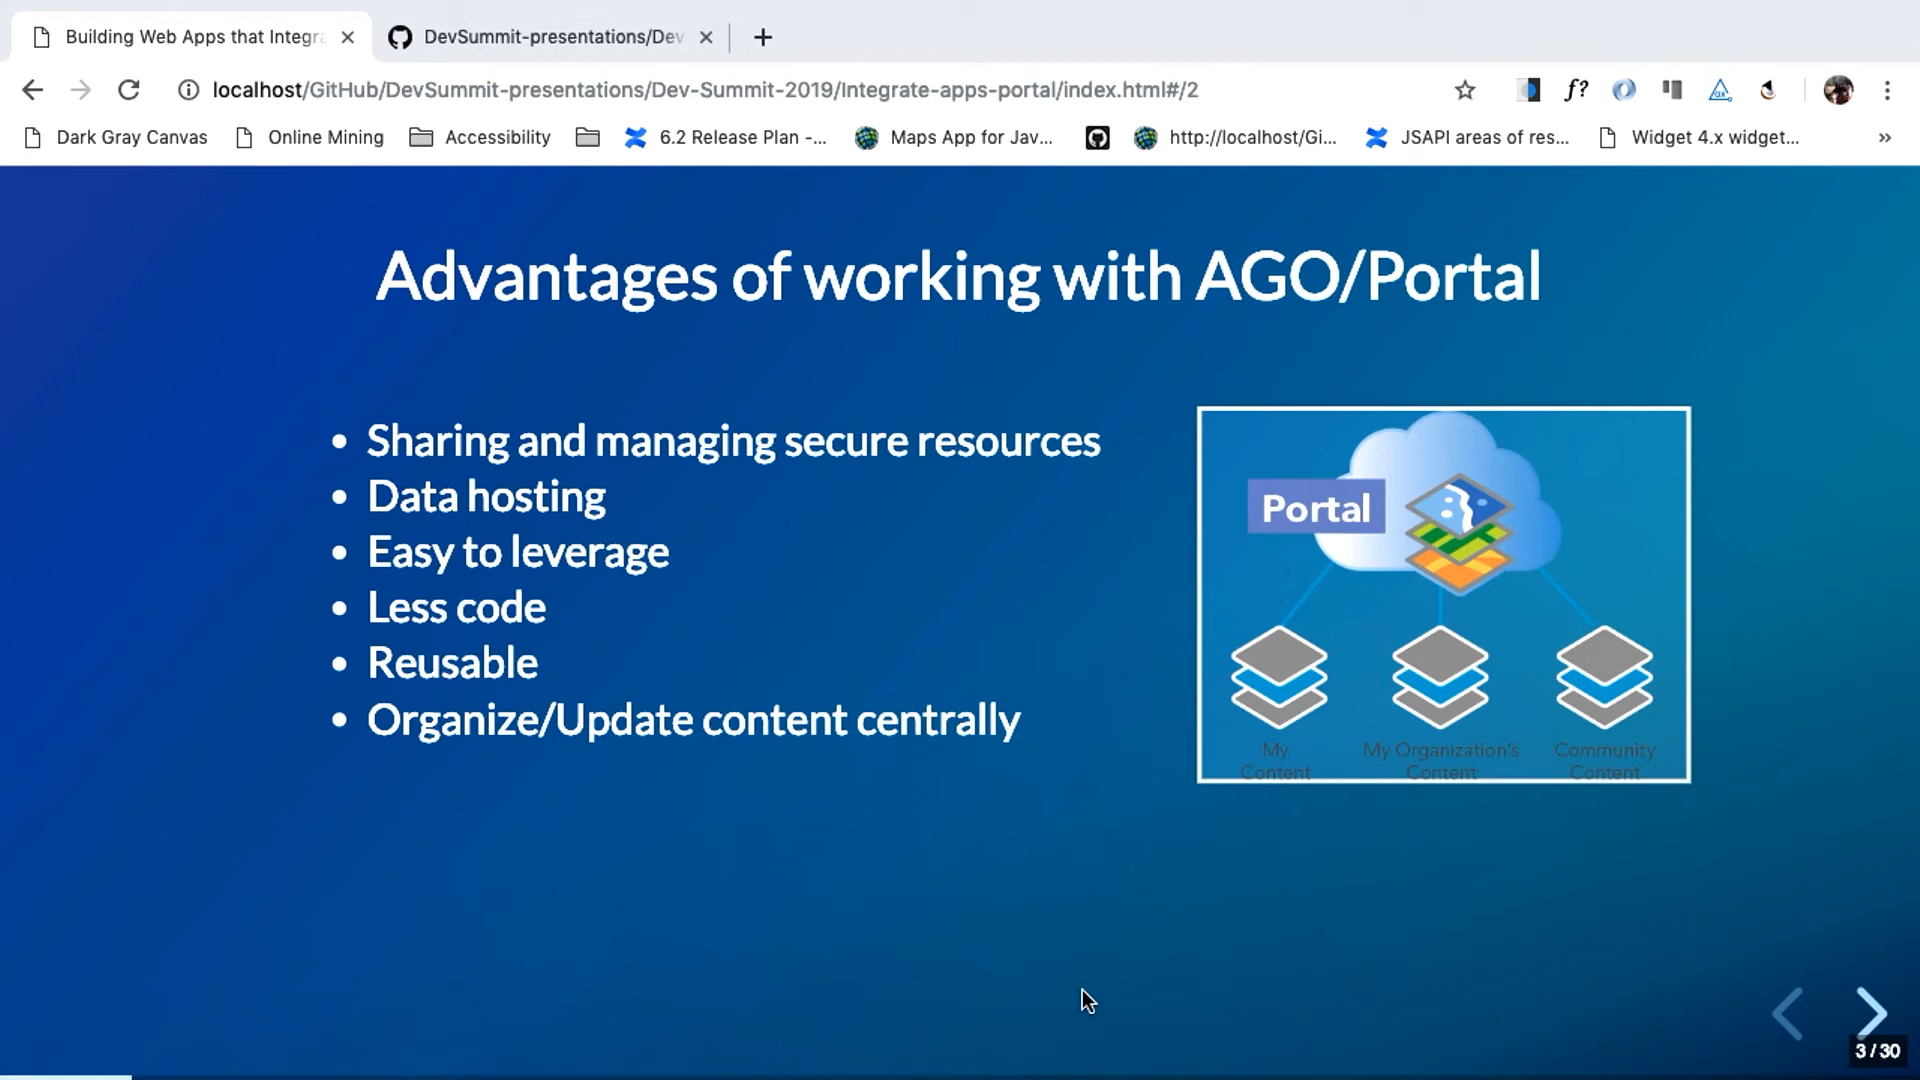 Building Web Apps that Integra
DevSummit-presentations/Dev
localhost/GitHub/DevSummit-presentations/Dev-Summit-2019/Integrate-apps-portal/index.html#/2
f?
Dark Gray Canvas
Online Mining
Accessibility
6.2 Release Plan -...
Maps App for Jav...
http://localhost/Gi...
JSAPI areas of res...
Widget 4.x widget...
»
Advantages of working with AGO/Portal
• Sharing and managing secure resources
• Data hosting
• Easy to leverage
• Less code
• Reusable
• Organize/Update content centrally
Portal
My
Content
My Organization's
Content
Community
Content
3 / 30